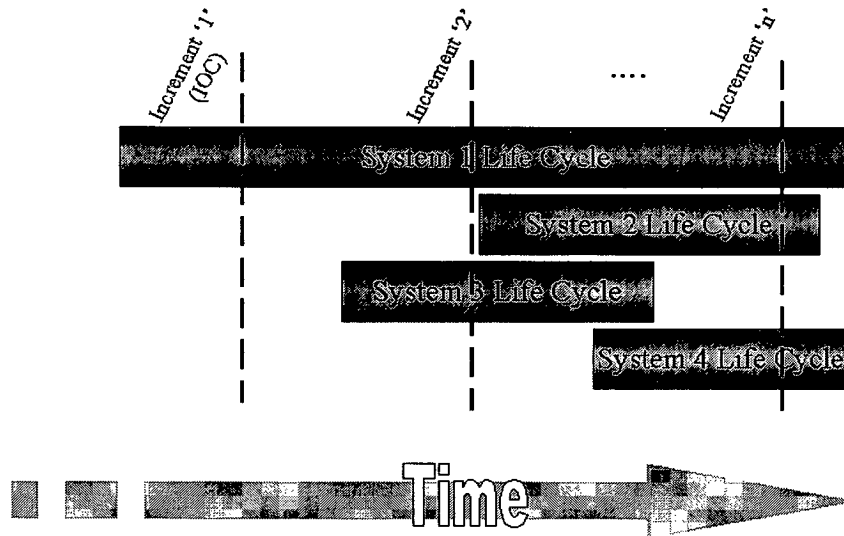 Increment '1'
(IOC)
Increment '2'
....
Increment 'n'
System 1 Life Cycle
System 2 Life Cycle
System 3 Life Cycle
System 4 Life Cycle
Time